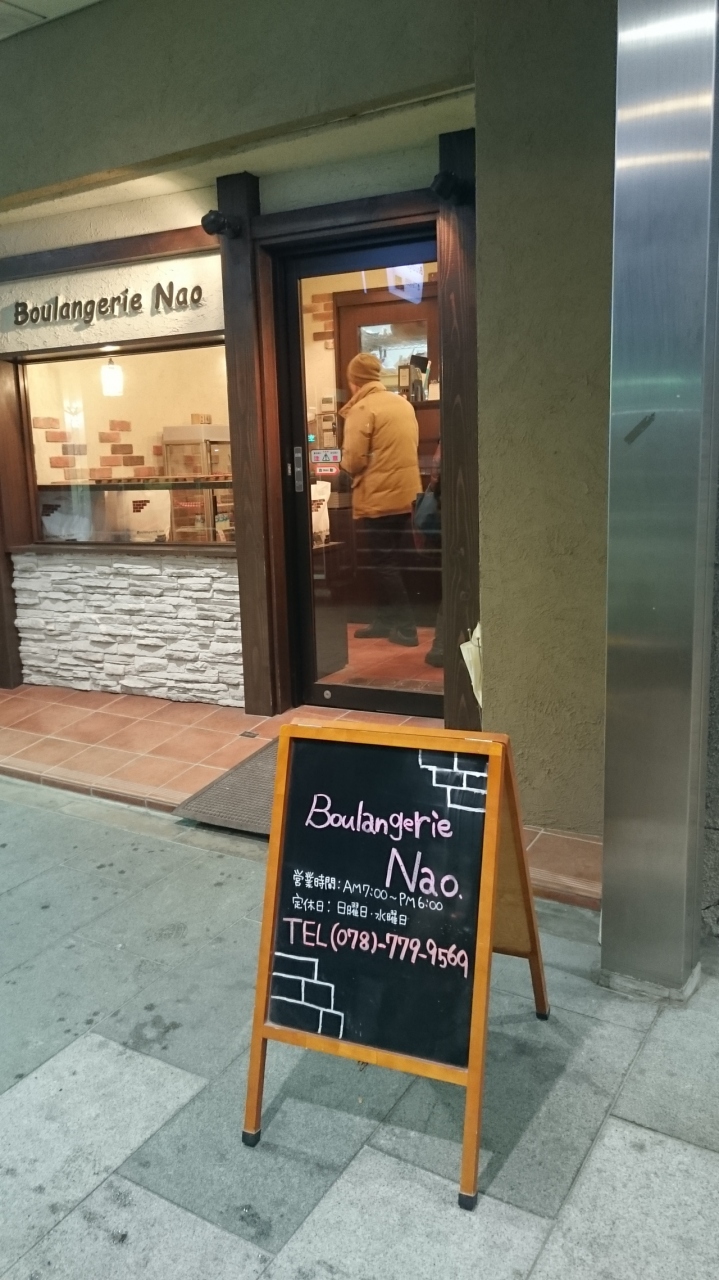 Boulangerie Nao
Boulangerie
Nao.
営業時間:AM7:00~PM6:00
定休日:日曜日・水曜日
TEL(078)-779-9569